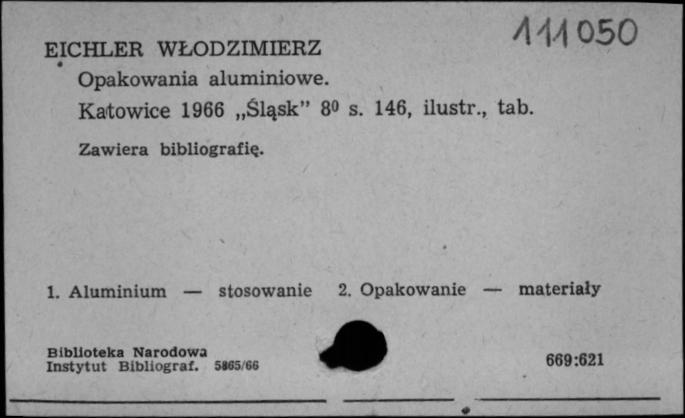 111050
EICHLER WŁODZIMIERZ
Opakowania aluminiowe.
Katowice 1966 „Śląsk” 8⁰ s. 146, ilustr., tab.
Zawiera bibliografię.
1. Aluminium — stosowanie 2. Opakowanie — materiały
Biblioteka Narodowa
Instytut Bibliograf. 5865/66
669:621